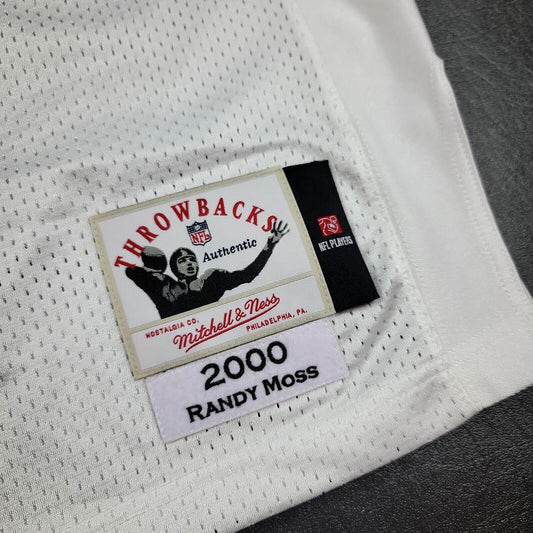 THROWBACKS
NFL
Authentic
NFL PLAYERS
NOSTALGIA CO.
Mitchell & Ness
PHILADELPHIA, PA.
2000
RANDY MOSS